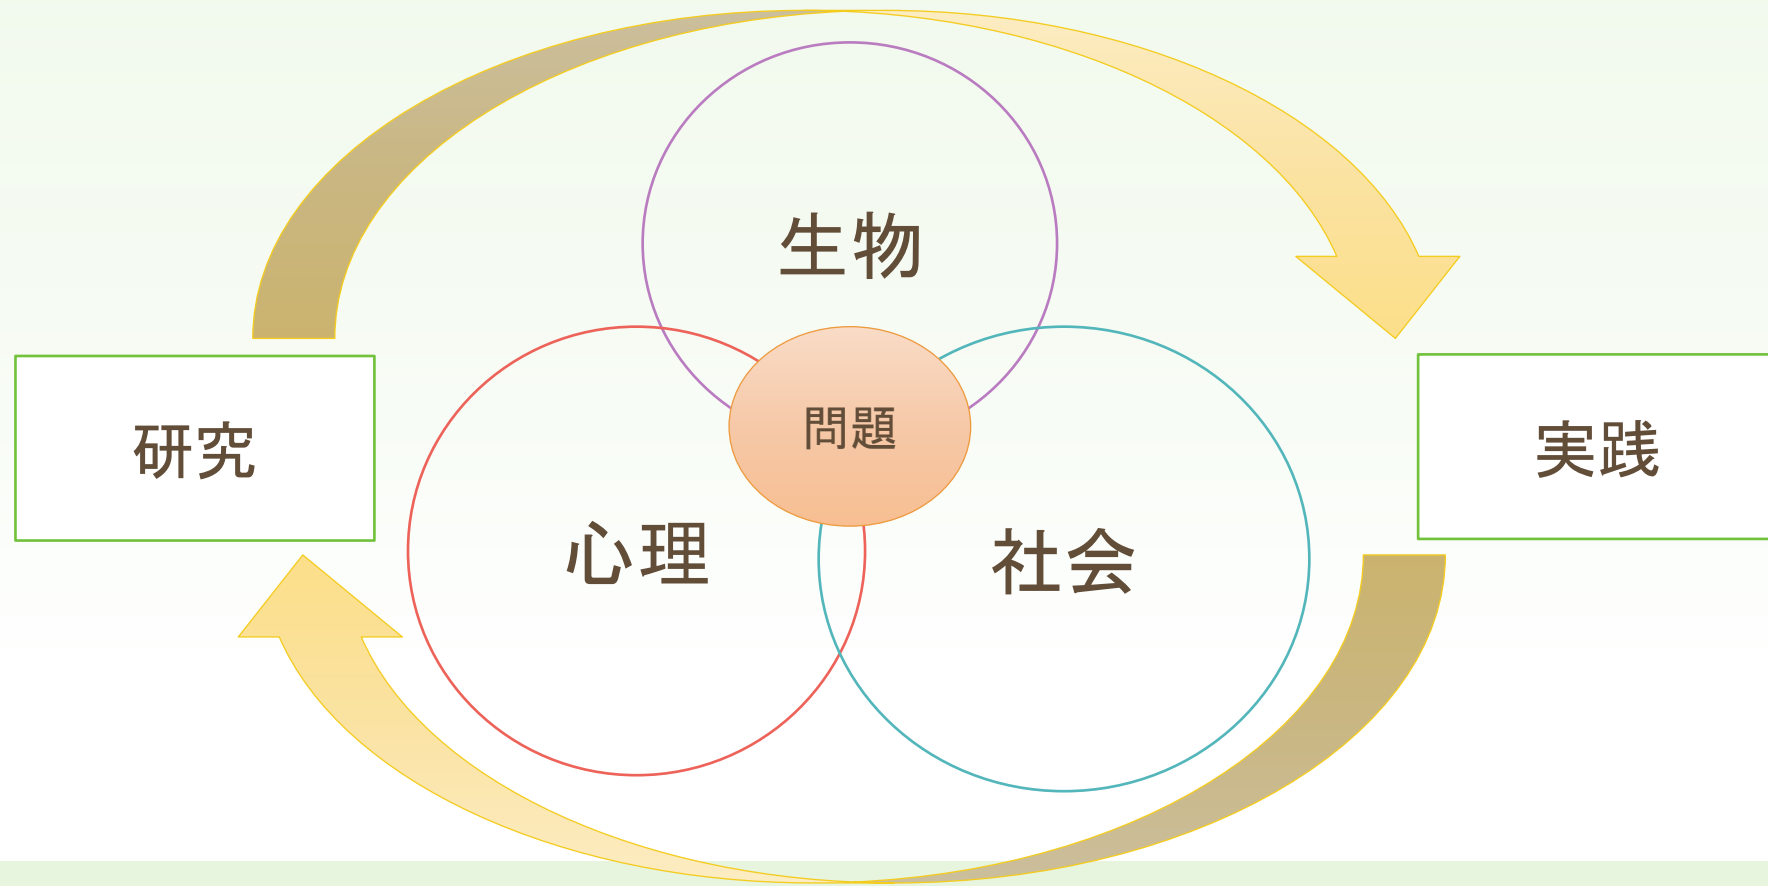 生物
問題
研究
実践
心理
社会